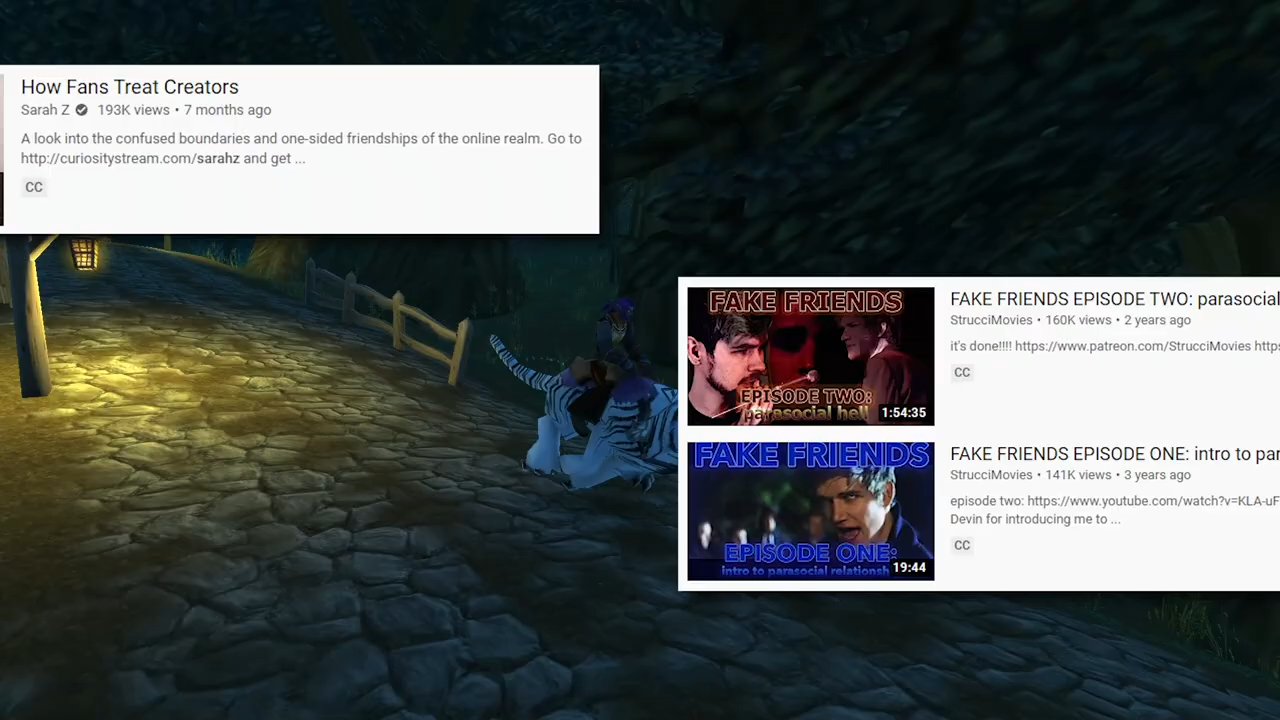 How Fans Treat Creators
Sarah Z 193K views • 7 months ago
A look into the confused boundaries and one-sided friendships of the online realm. Go to
http://curiositystream.com/sarahz and get ...
CC
FAKE FRIENDS
EPISODE TWO:
parasocial hell
1:54:35
FAKE FRIENDS EPISODE TWO: parasocial
StrucciMovies • 160K views • 2 years ago
it's done!!!! https://www.patreon.com/StrucciMovies https
CC
FAKE FRIENDS
EPISODE ONE:
intro to parasocial relationsh
19:44
FAKE FRIENDS EPISODE ONE: intro to par
StrucciMovies • 141K views • 3 years ago
episode two: https://www.youtube.com/watch?v=KLA-uF
Devin for introducing me to ...
CC